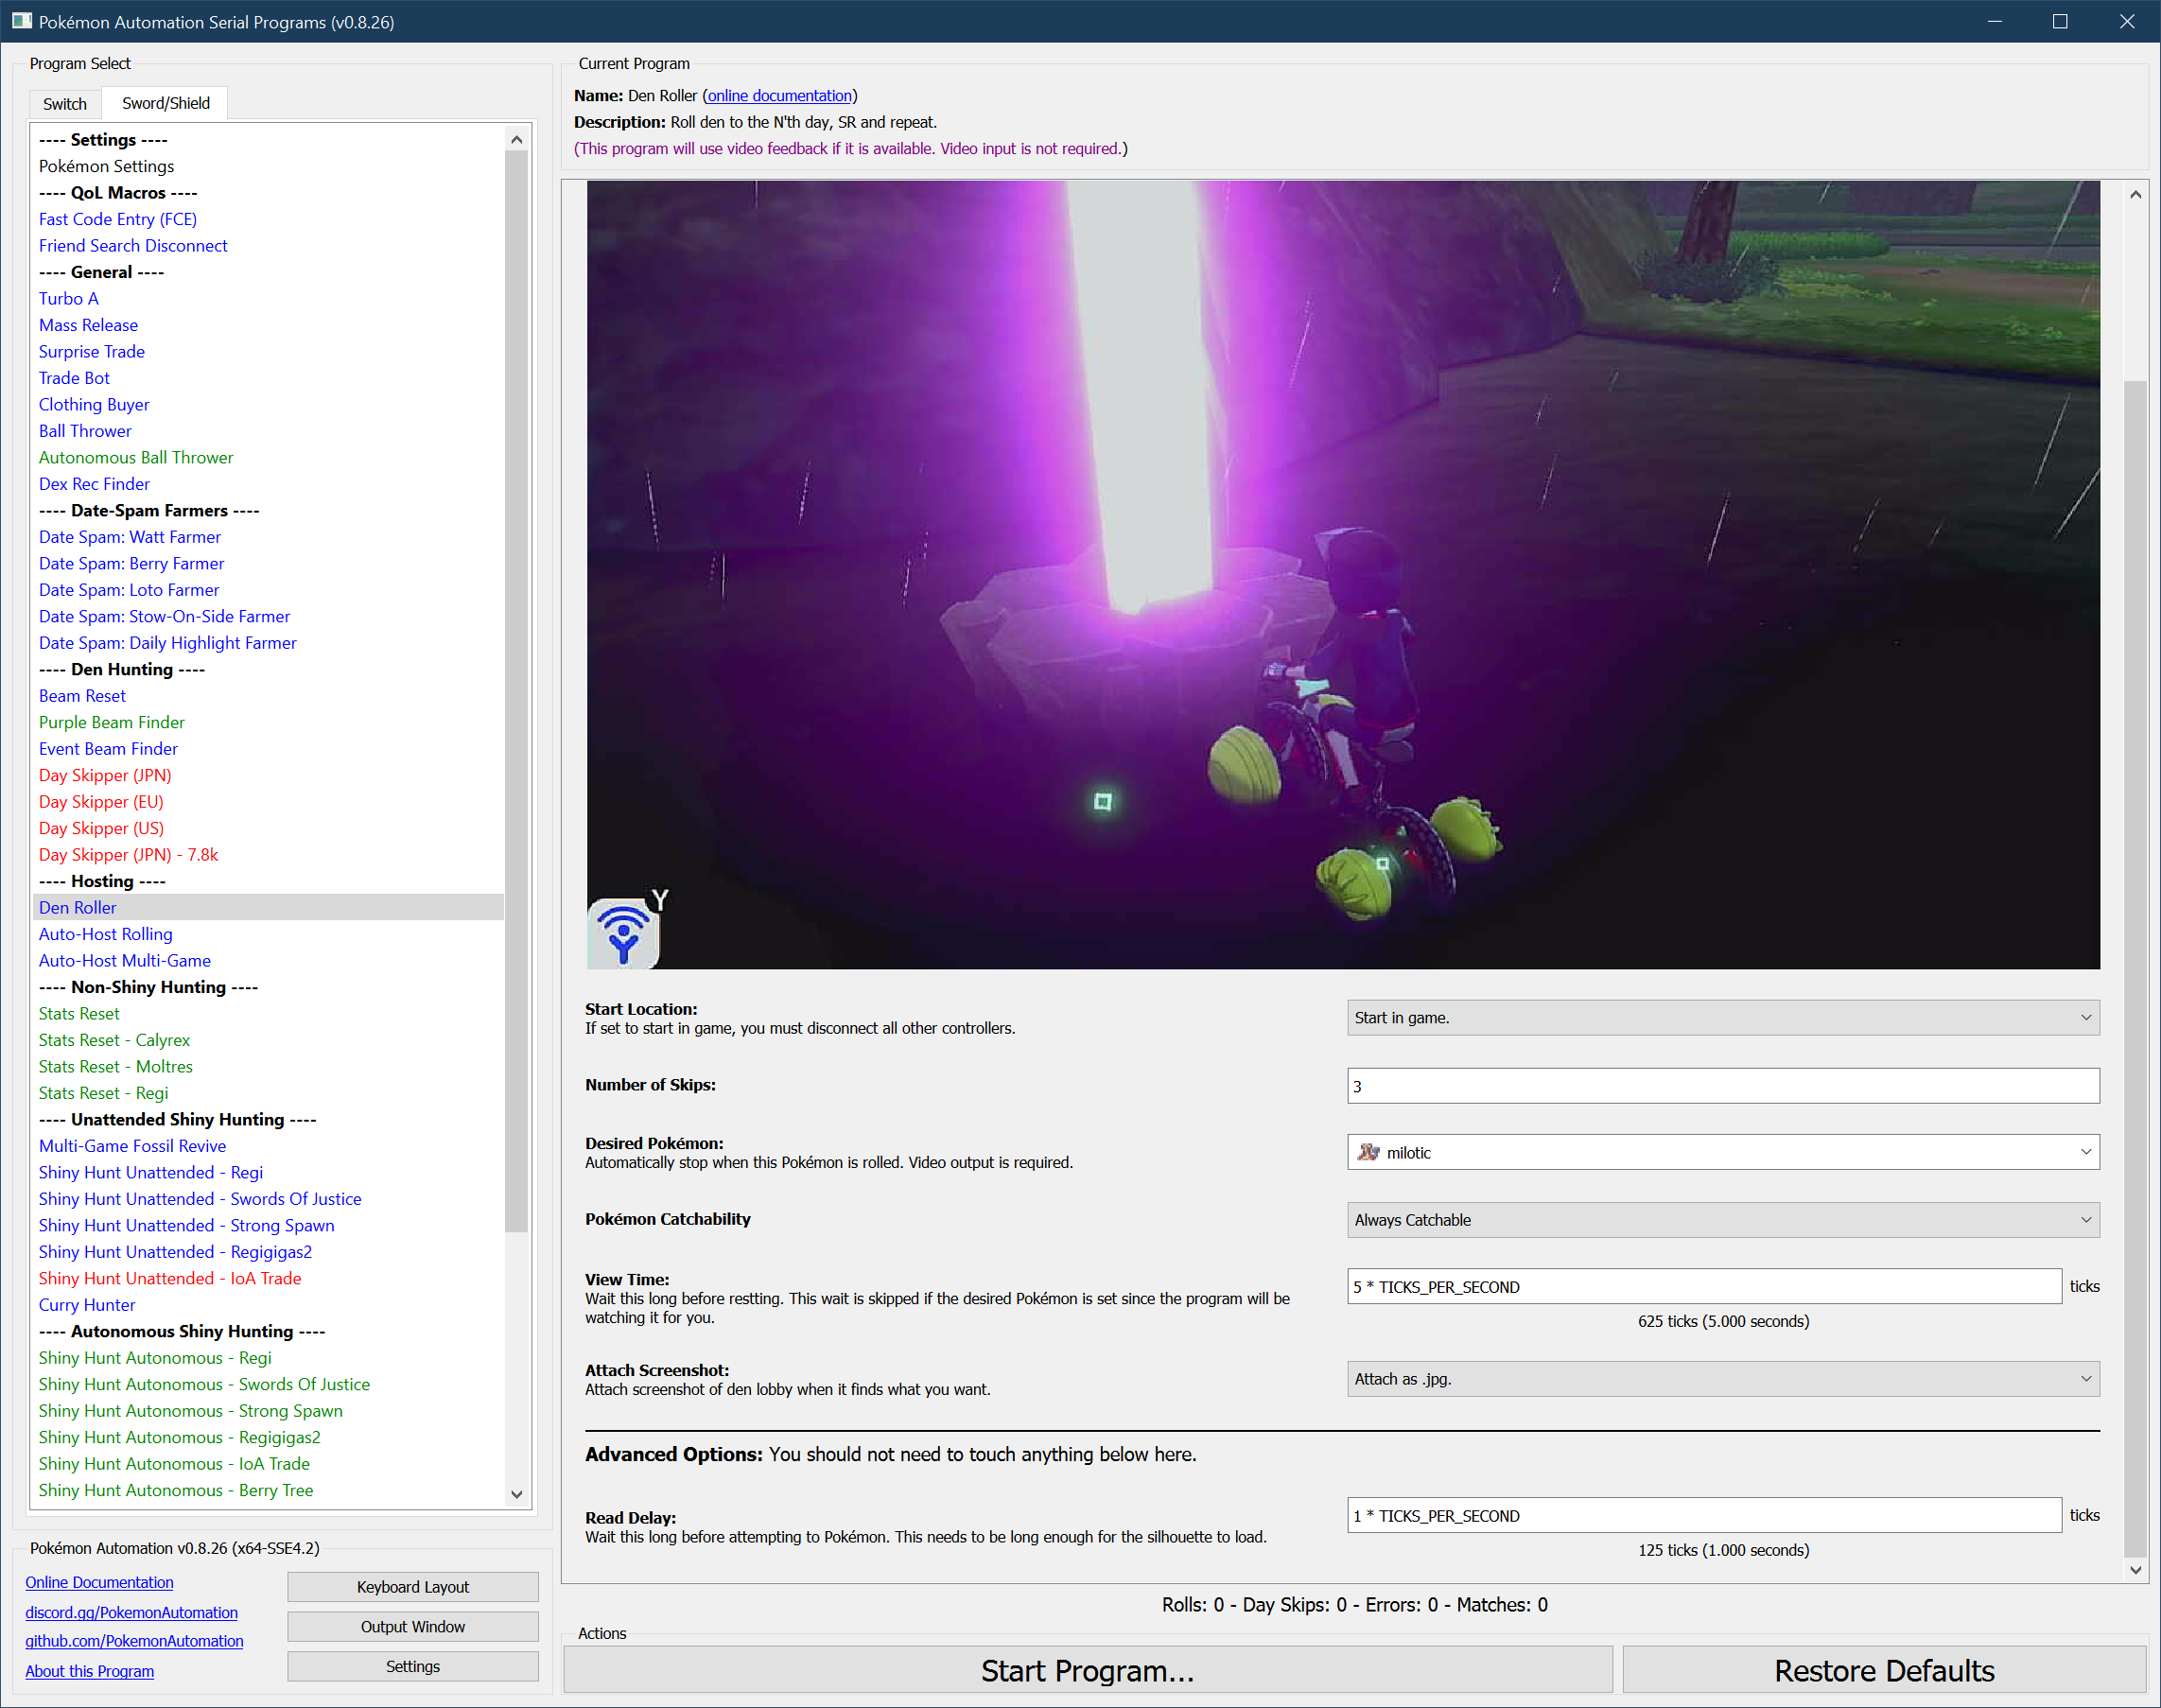 Pokémon Automation Serial Programs (v0.8.26)
Program Select
Switch
Sword/Shield
---- Settings ----
Pokémon Settings
---- QoL Macros ----
Fast Code Entry (FCE)
Friend Search Disconnect
---- General ----
Turbo A
Mass Release
Surprise Trade
Trade Bot
Clothing Buyer
Ball Thrower
Autonomous Ball Thrower
Dex Rec Finder
---- Date-Spam Farmers ----
Date Spam: Watt Farmer
Date Spam: Berry Farmer
Date Spam: Loto Farmer
Date Spam: Stow-On-Side Farmer
Date Spam: Daily Highlight Farmer
---- Den Hunting ----
Beam Reset
Purple Beam Finder
Event Beam Finder
Day Skipper (JPN)
Day Skipper (EU)
Day Skipper (US)
Day Skipper (JPN) - 7.8k
---- Hosting ----
Den Roller
Auto-Host Rolling
Auto-Host Multi-Game
---- Non-Shiny Hunting ----
Stats Reset
Stats Reset - Calyrex
Stats Reset - Moltres
Stats Reset - Regi
---- Unattended Shiny Hunting ----
Multi-Game Fossil Revive
Shiny Hunt Unattended - Regi
Shiny Hunt Unattended - Swords Of Justice
Shiny Hunt Unattended - Strong Spawn
Shiny Hunt Unattended - Regigigas2
Shiny Hunt Unattended - IoA Trade
Curry Hunter
---- Autonomous Shiny Hunting ----
Shiny Hunt Autonomous - Regi
Shiny Hunt Autonomous - Swords Of Justice
Shiny Hunt Autonomous - Strong Spawn
Shiny Hunt Autonomous - Regigigas2
Shiny Hunt Autonomous - IoA Trade
Shiny Hunt Autonomous - Berry Tree
Pokémon Automation v0.8.26 (x64-SSE4.2)
Online Documentation
discord.gg/PokemonAutomation
github.com/PokemonAutomation
About this Program
Keyboard Layout
Output Window
Settings
Current Program
Name: Den Roller (online documentation)
Description: Roll den to the N'th day, SR and repeat.
(This program will use video feedback if it is available. Video input is not required.)
Y
Start Location:
If set to start in game, you must disconnect all other controllers.
Start in game.
Number of Skips:
3
Desired Pokémon:
Automatically stop when this Pokémon is rolled. Video output is required.
milotic
Pokémon Catchability
Always Catchable
View Time:
Wait this long before restting. This wait is skipped if the desired Pokémon is set since the program will be
watching it for you.
5 * TICKS_PER_SECOND
ticks
625 ticks (5.000 seconds)
Attach Screenshot:
Attach screenshot of den lobby when it finds what you want.
Attach as .jpg.
Advanced Options: You should not need to touch anything below here.
Read Delay:
Wait this long before attempting to Pokémon. This needs to be long enough for the silhouette to load.
1 * TICKS_PER_SECOND
ticks
125 ticks (1.000 seconds)
Rolls: 0 - Day Skips: 0 - Errors: 0 - Matches: 0
Actions
Start Program...
Restore Defaults